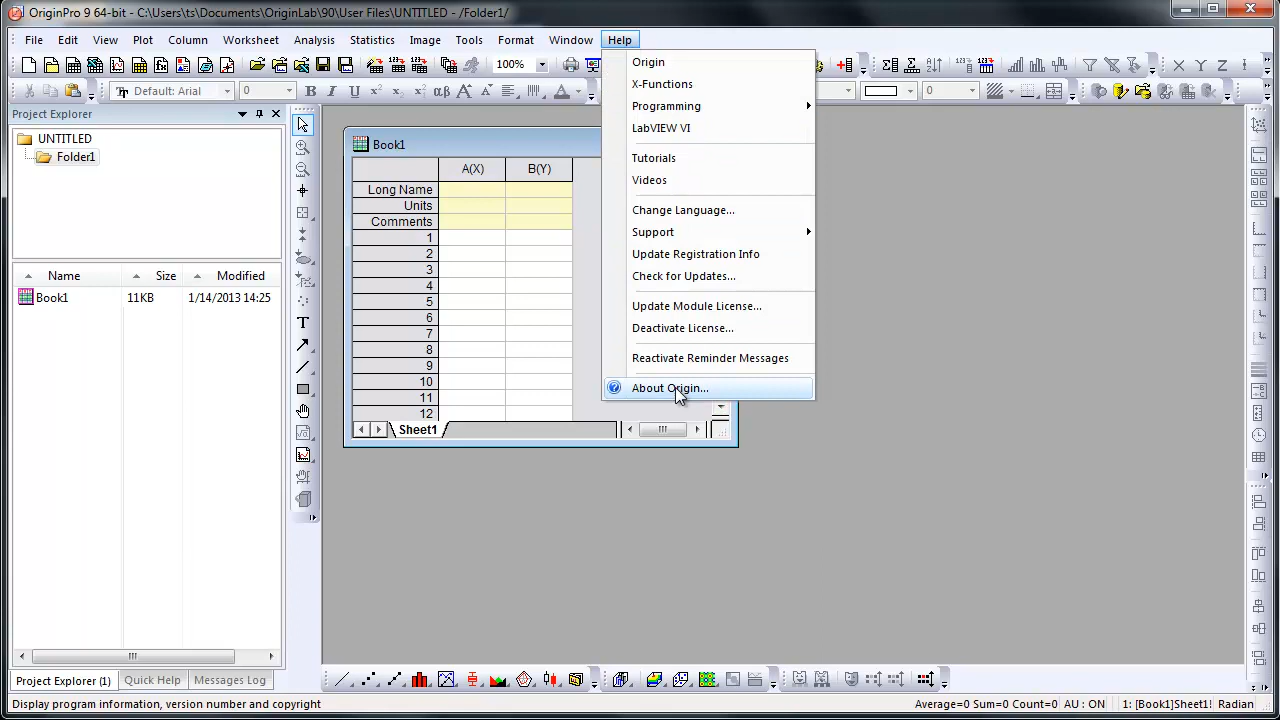 OriginPro 9 64-bit - C:\Users\ts\Documents\OriginLab\90\User Files\UNTITLED - /Folder1/
File Edit View Plot Column Worksheet Analysis Statistics Image Tools Format Window Help
100%
Default: Arial 0 B I U
0
Project Explorer
UNTITLED
Folder1
Name Size Modified
Book1 11KB 1/14/2013 14:25
Book1
A(X) B(Y)
Long Name
Units
Comments
1
2
3
4
5
6
7
8
9
10
11
12
Sheet1
Origin
X-Functions
Programming
LabVIEW VI
Tutorials
Videos
Change Language...
Support
Update Registration Info
Check for Updates...
Update Module License...
Deactivate License...
Reactivate Reminder Messages
About Origin...
Project Explorer (1) Quick Help Messages Log
Display program information, version number and copyright
Average=0 Sum=0 Count=0 AU : ON 1: [Book1]Sheet1! Radian